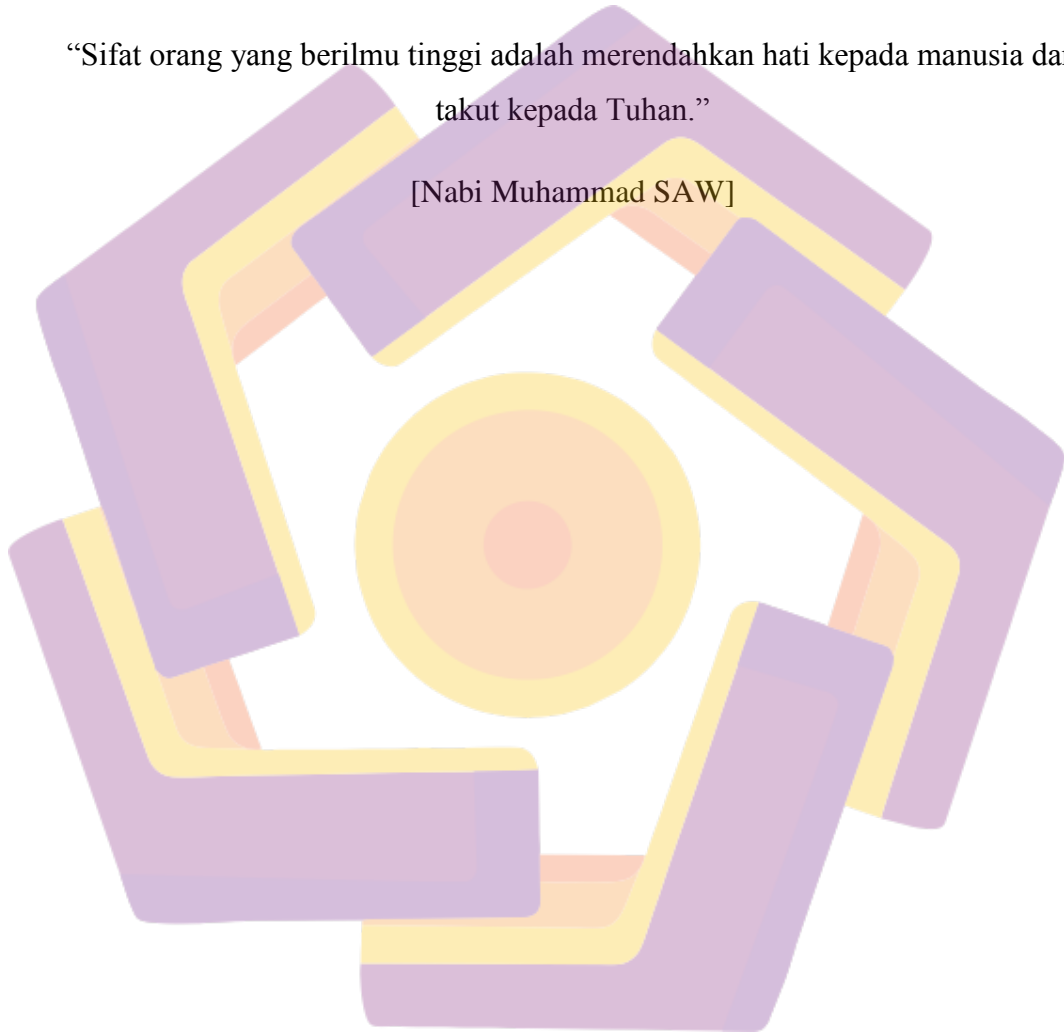 “Sifat orang yang berilmu tinggi adalah merendahkan hati kepada manusia
takut kepada Tuhan.”
[Nabi Muhammad SAW]